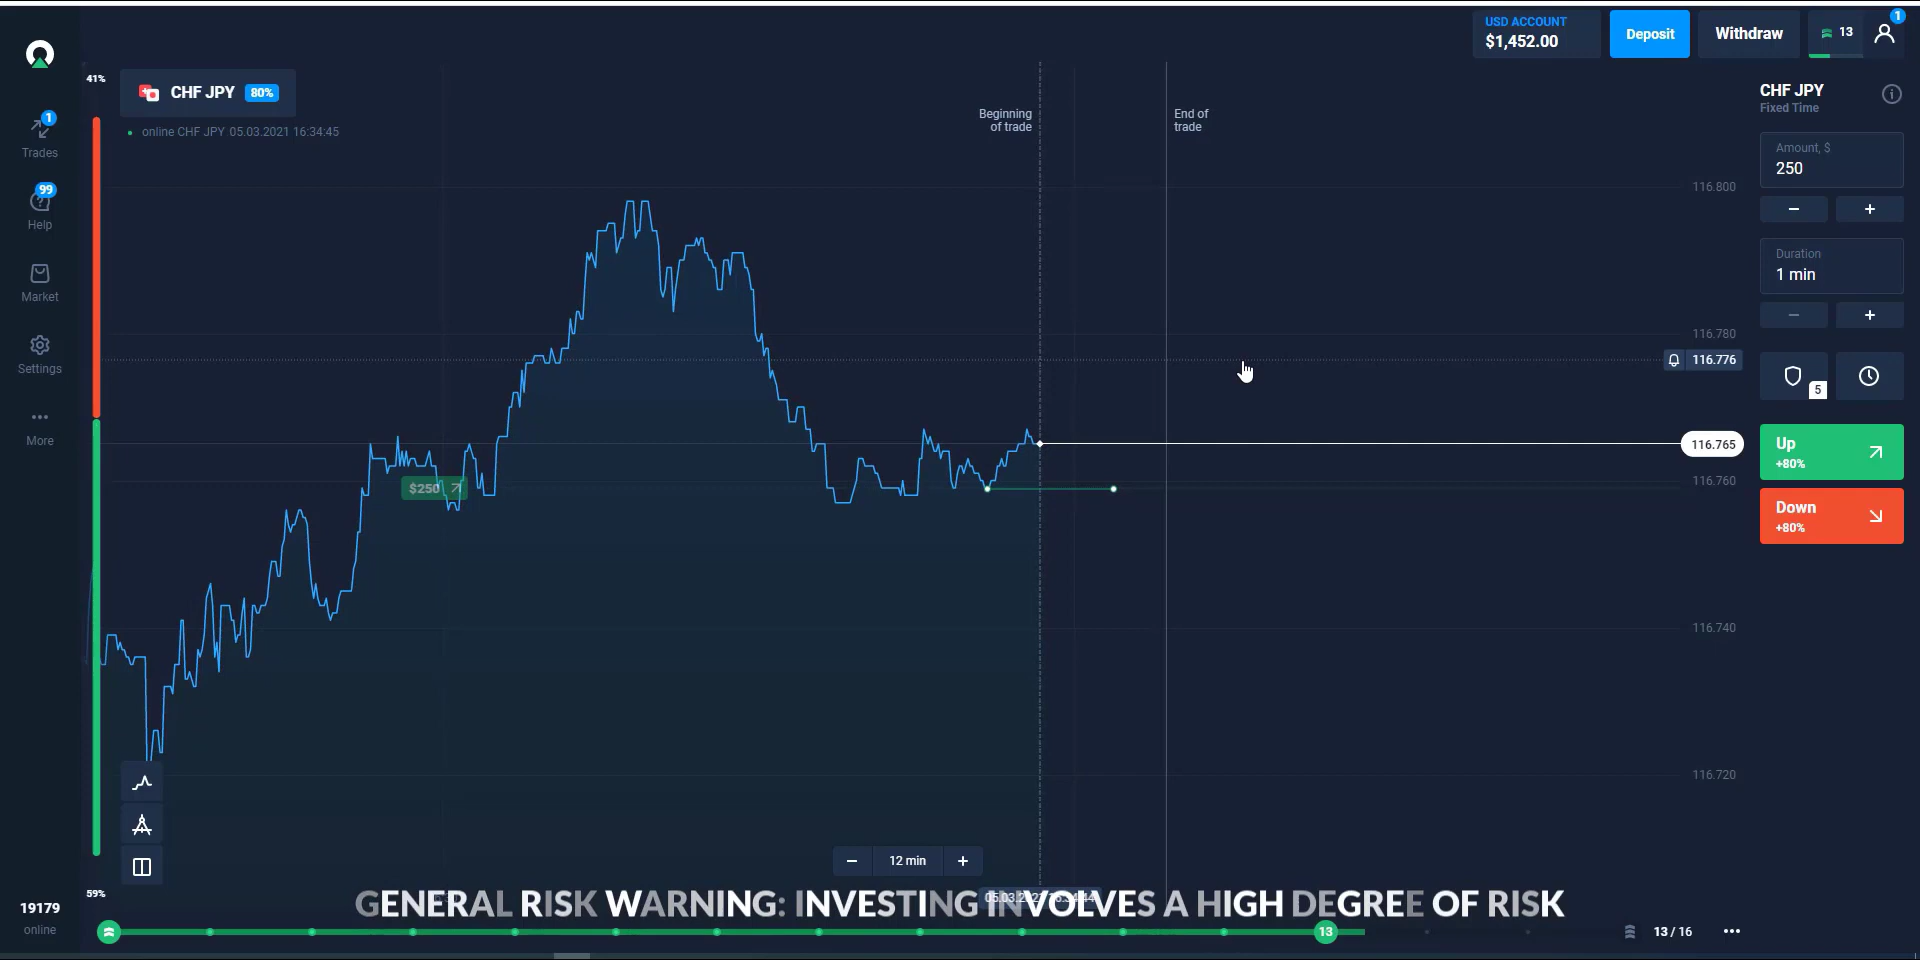 USD ACCOUNT
$1,452.00
Deposit
Withdraw
13
1
41%
CHF JPY 80%
online CHF JPY 05.03.2021 16:34:45
Beginning
of trade
End of
trade
CHF JPY
Fixed Time
Amount, $
250
Duration
1 min
5
Up
+80%
Down
+80%
1
Trades
99
Help
Market
Settings
More
116.800
116.780
116.776
116.765
116.760
116.740
116.720
$250
12 min
59%
19179
online
GENERAL RISK WARNING: INVESTING INVOLVES A HIGH DEGREE OF RISK
13
13 / 16